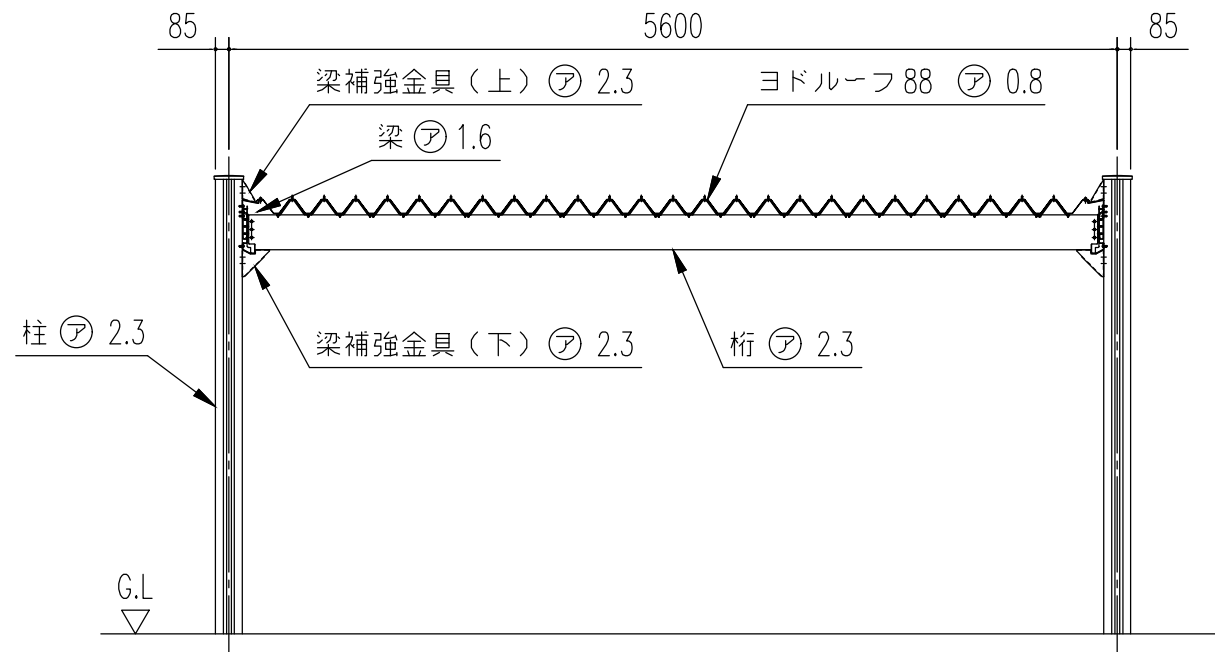 85 5600 85
梁補強金具（上）㋐ 2.3
ヨドルーフ 88 ㋐ 0.8
梁 ㋐ 1.6
柱 ㋐ 2.3
梁補強金具（下）㋐ 2.3
桁 ㋐ 2.3
G.L